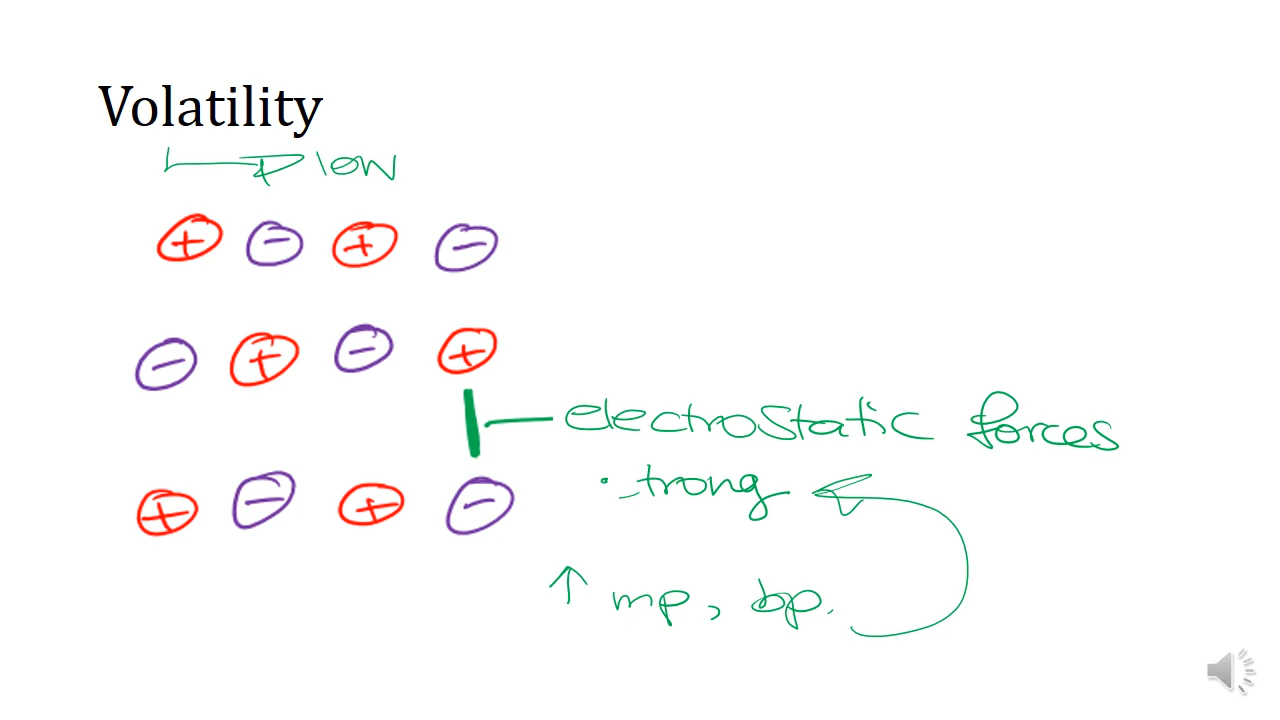 Volatility
low
+ − + −
− + − +
electrostatic forces
strong
+ − + −
↑ mp, bp.